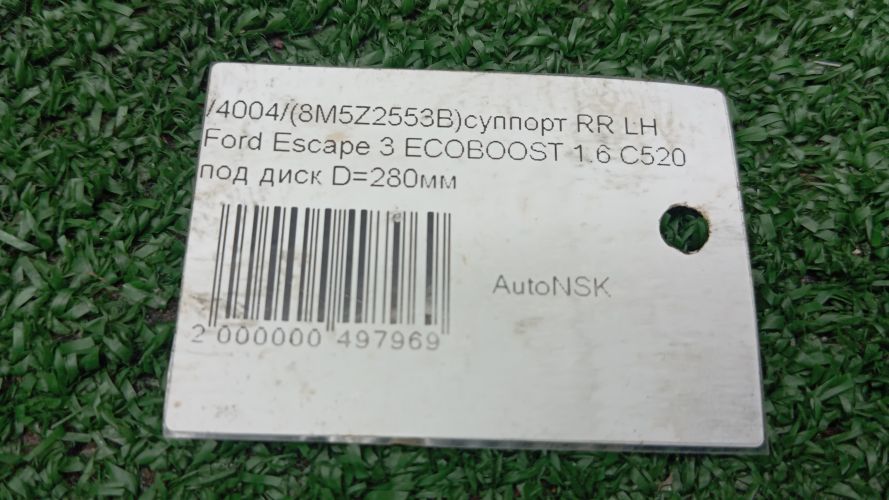 /4004/(8M5Z2553B)суппорт RR LH
Ford Escape 3 ECOBOOST 1.6 C520
под диск D=280мм
AutoNSK
2 000000 497969